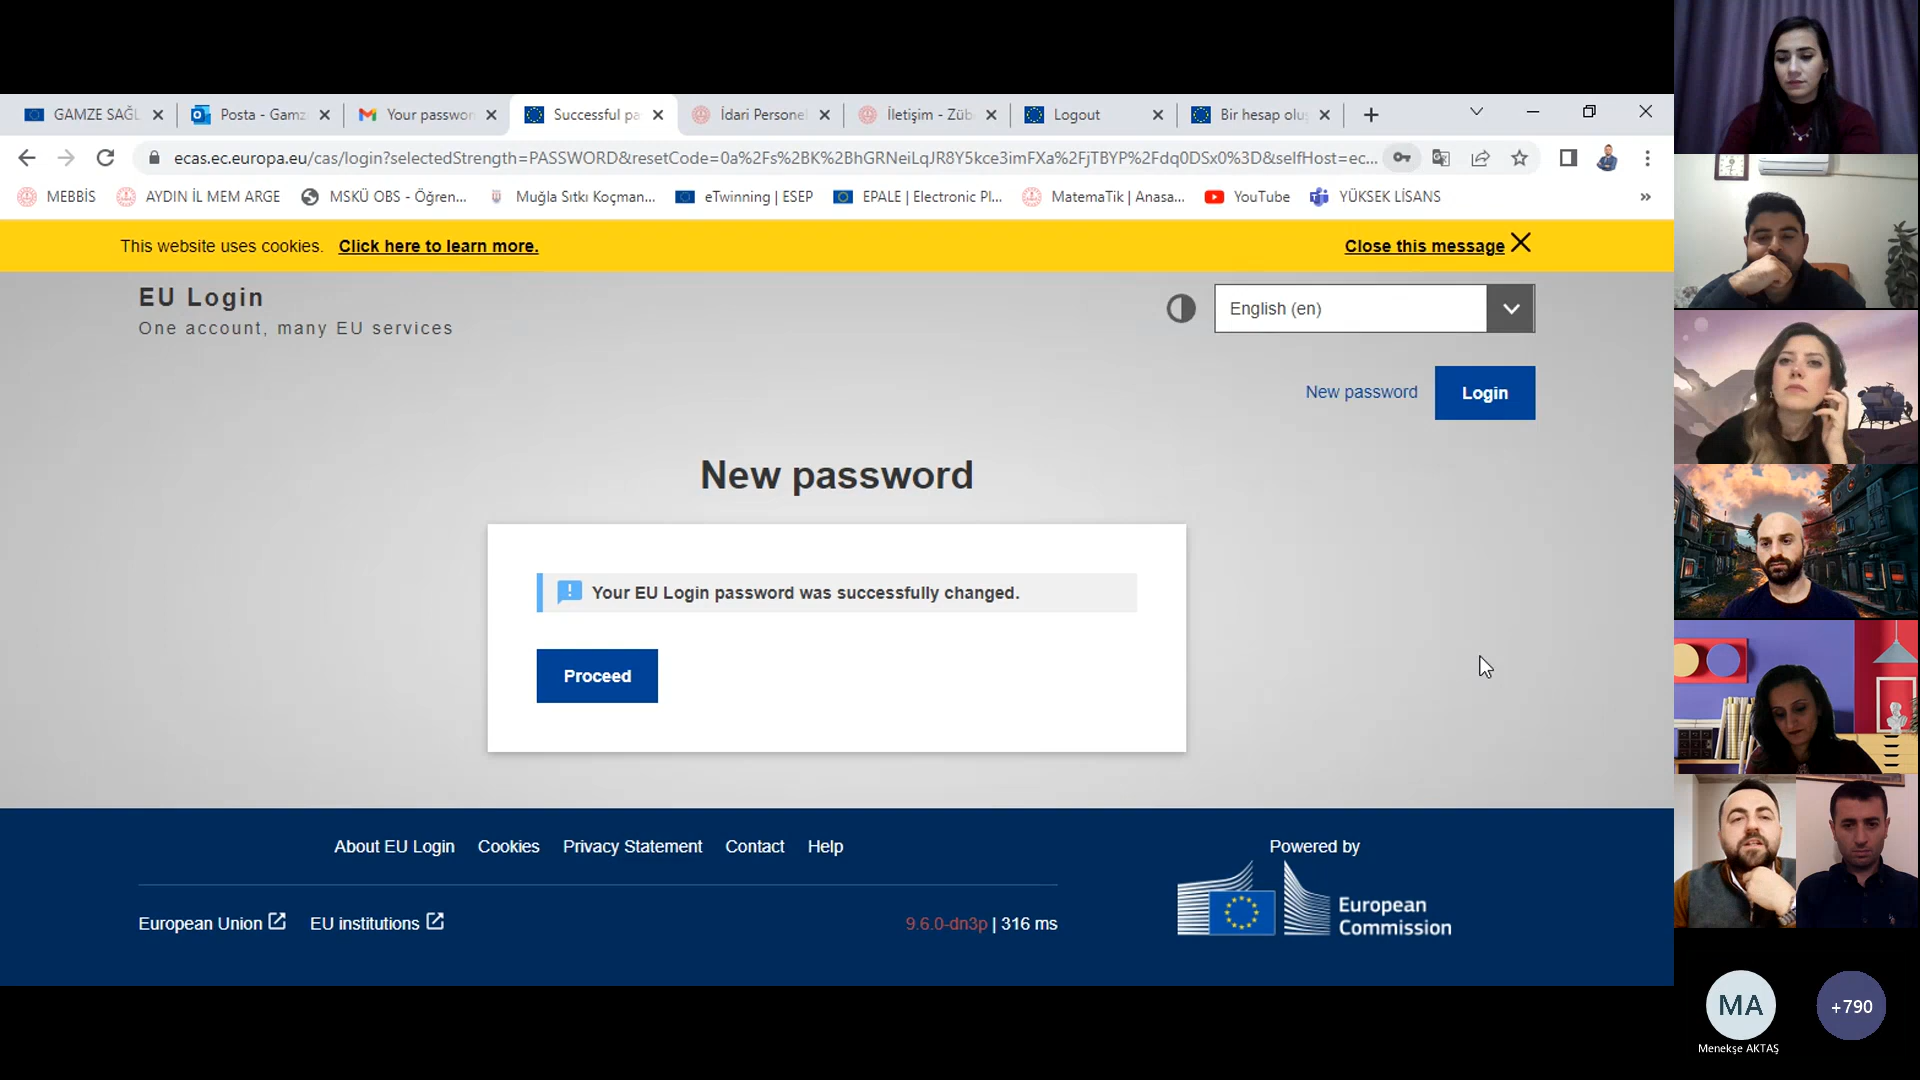 GAMZE SAĞL
Posta - Gamz
Your passwor
Successful pa
İdari Personel
İletişim - Züb
Logout
Bir hesap oluş
ecas.ec.europa.eu/cas/login?selectedStrength=PASSWORD&resetCode=0a%2Fs%2BK%2BhGRNeiLqJR8Y5kce3imFXa%2FjTBYP%2Fdq0DSx0%3D&selfHost=ec...
MEBBİS
AYDIN İL MEM ARGE
MSKÜ OBS - Öğren...
Muğla Sıtkı Koçman...
eTwinning | ESEP
EPALE | Electronic Pl...
MatemaTik | Anasa...
YouTube
YÜKSEK LİSANS
»
This website uses cookies. Click here to learn more.
Close this message
EU Login
One account, many EU services
English (en)
New password
Login
New password
Your EU Login password was successfully changed.
Proceed
About EU Login Cookies Privacy Statement Contact Help
Powered by
European Union EU institutions
9.6.0-dn3p | 316 ms
European
Commission
MA
+790
Menekşe AKTAŞ